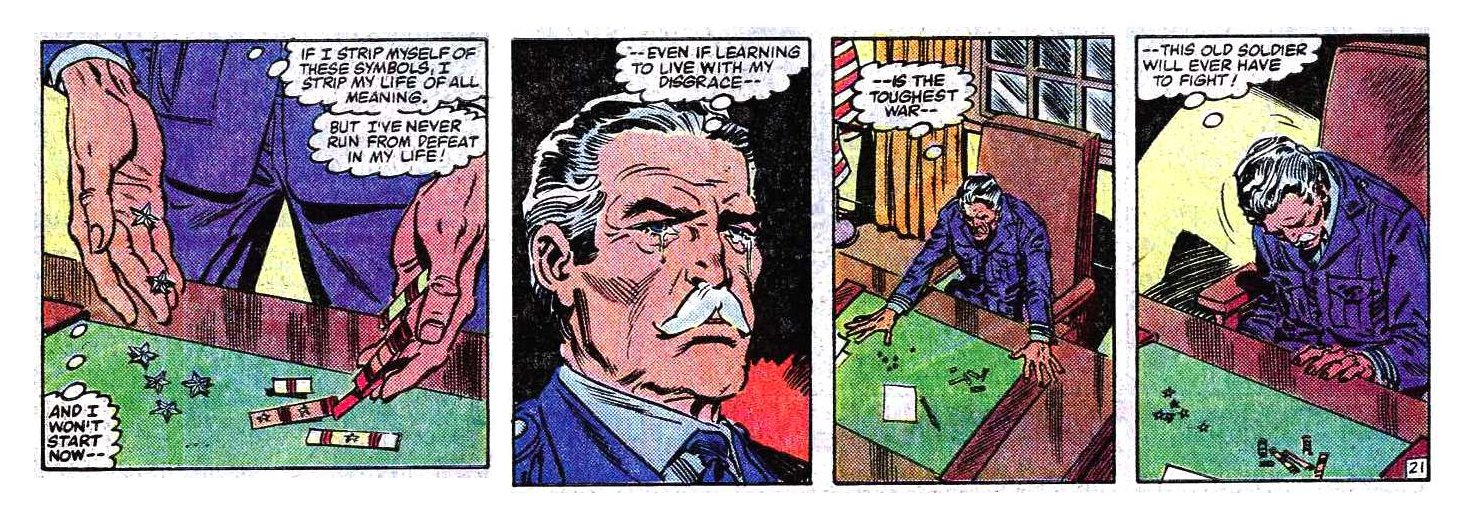 IF I STRIP MYSELF OF
THESE SYMBOLS, I
STRIP MY LIFE OF ALL
MEANING.
BUT I'VE NEVER
RUN FROM DEFEAT
IN MY LIFE!
AND I
WON'T
START
NOW--
--EVEN IF LEARNING
TO LIVE WITH MY
DISGRACE--
--IS THE
TOUGHEST
WAR--
--THIS OLD SOLDIER
WILL EVER HAVE
TO FIGHT!
21